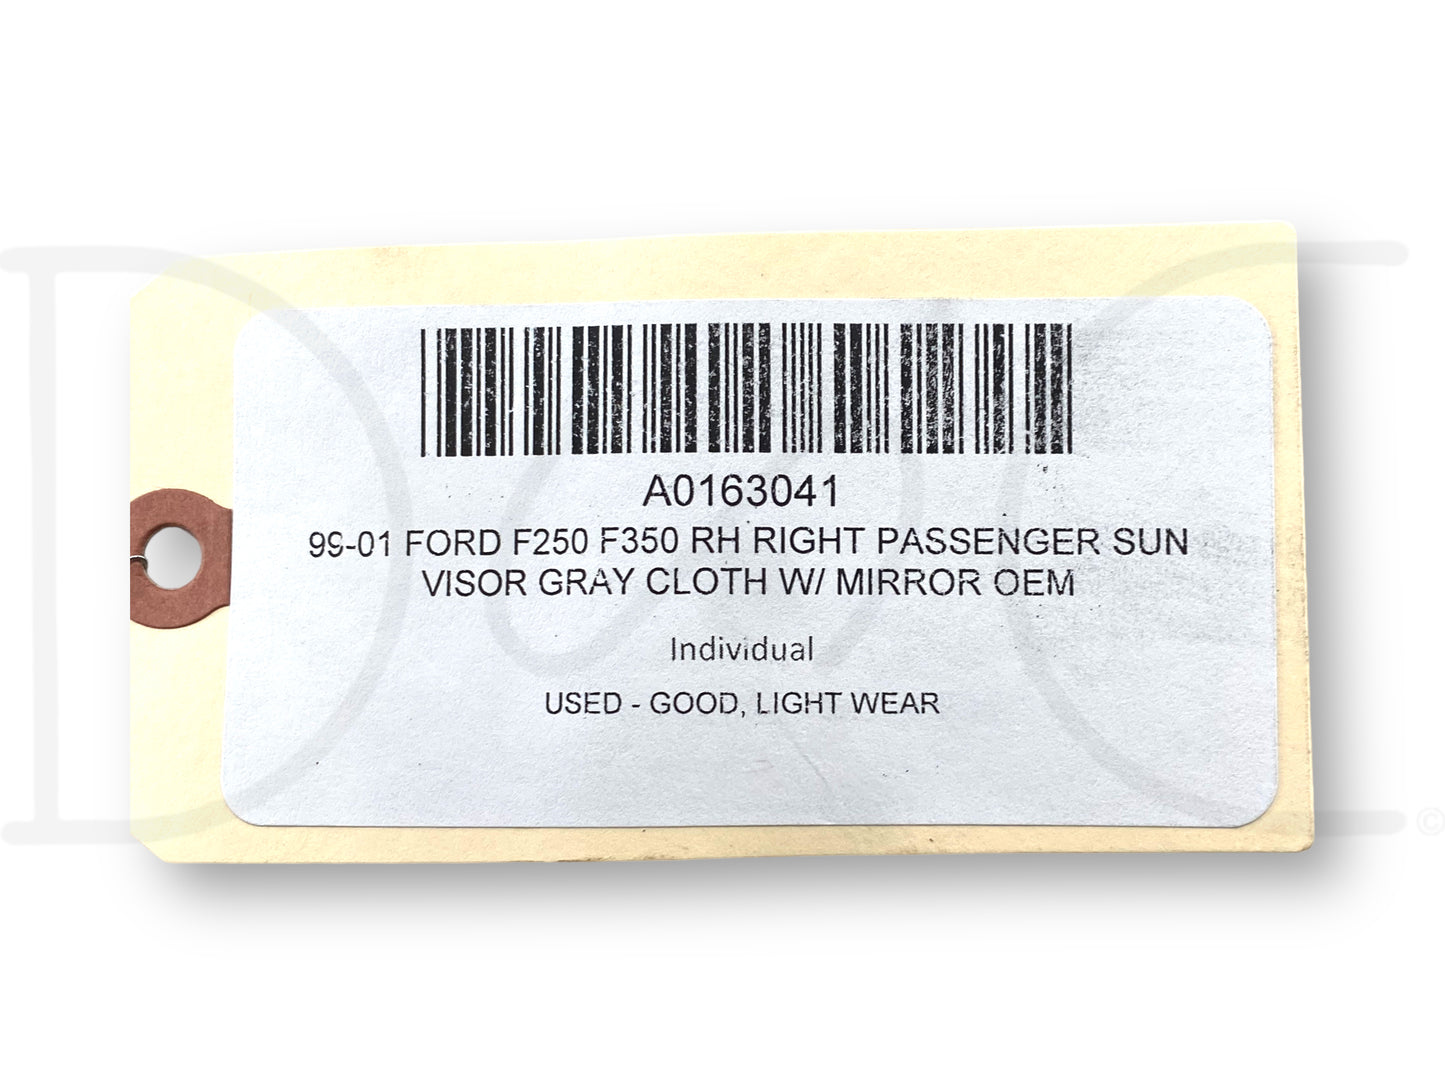 A0163041
99-01 FORD F250 F350 RH RIGHT PASSENGER SUN
VISOR GRAY CLOTH W/ MIRROR OEM
Individual
USED - GOOD, LIGHT WEAR
©